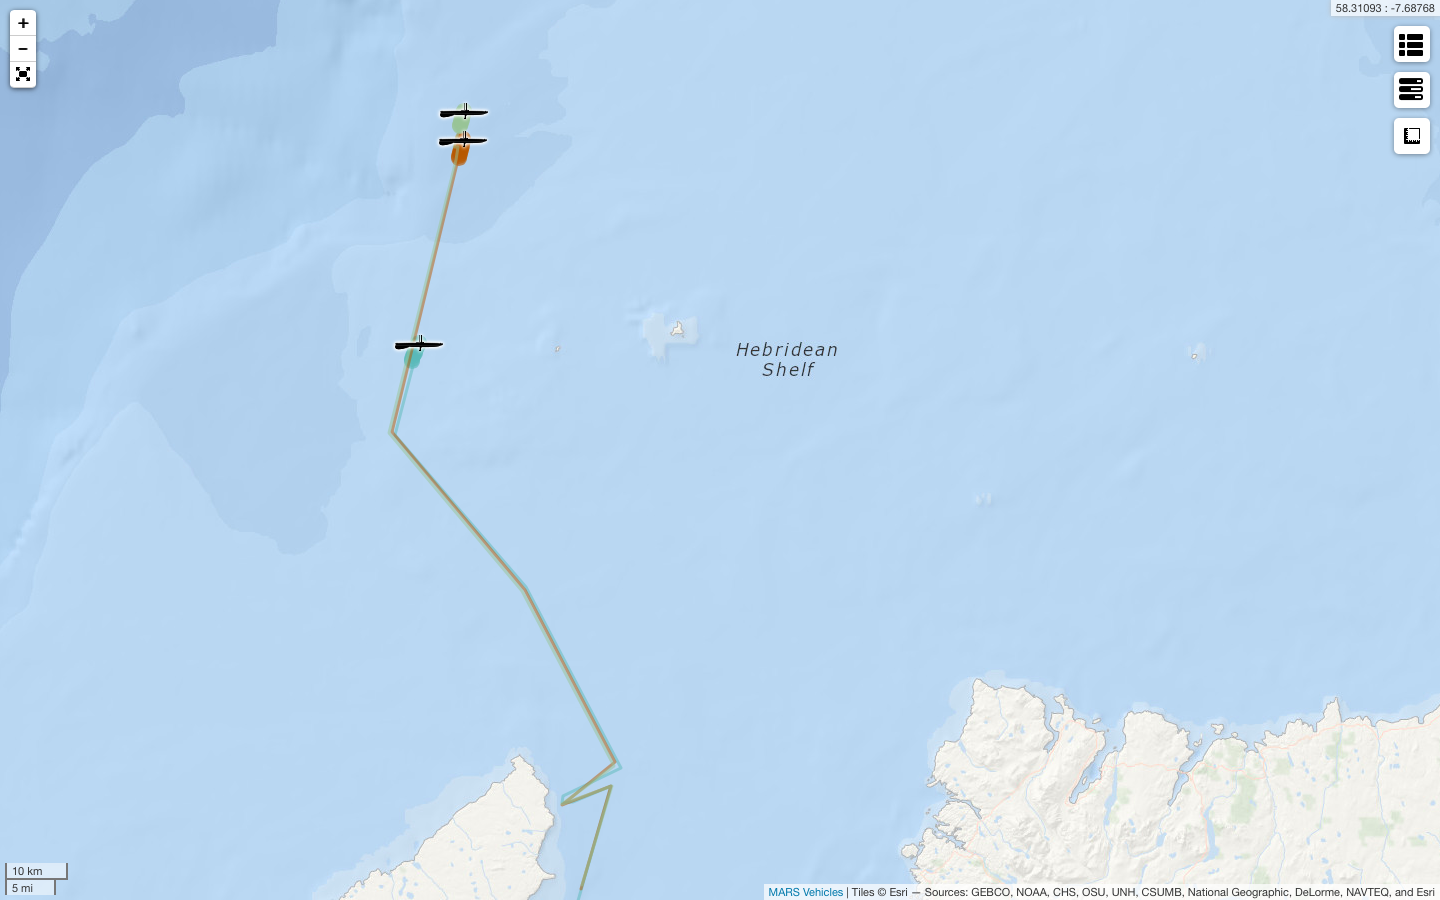 58.31093 : -7.68768
+
−
Hebridean
Shelf
10 km
5 mi
MARS Vehicles | Tiles © Esri — Sources: GEBCO, NOAA, CHS, OSU, UNH, CSUMB, National Geographic, DeLorme, NAVTEQ, and Esri